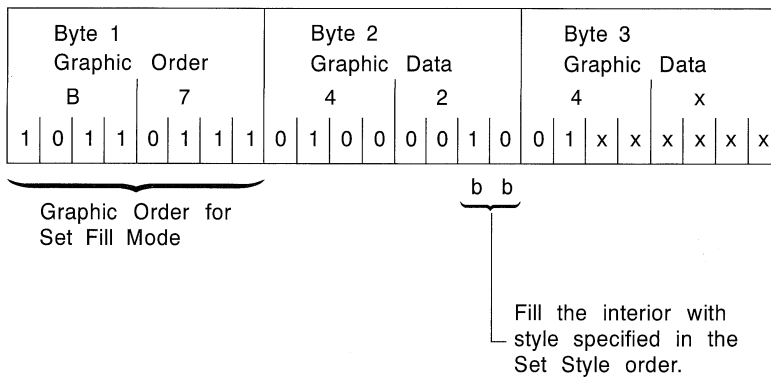 Byte 1 Byte 2 Byte 3
Graphic Order Graphic Data Graphic Data
B 7 4 2 4 x
1 0 1 1 0 1 1 1 0 1 0 0 0 0 1 0 0 1 x x x x x x
b b
Graphic Order for
Set Fill Mode
Fill the interior with
style specified in the
Set Style order.